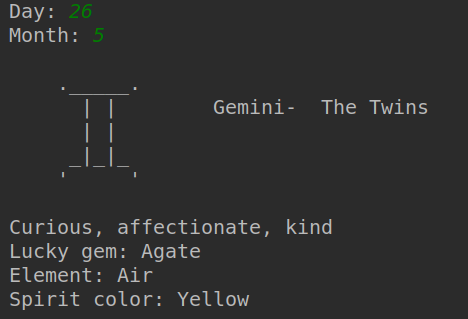 Day: 26
Month: 5
._____.
| |     Gemini-  The Twins
| |
_|_|_
'     '
Curious, affectionate, kind
Lucky gem: Agate
Element: Air
Spirit color: Yellow